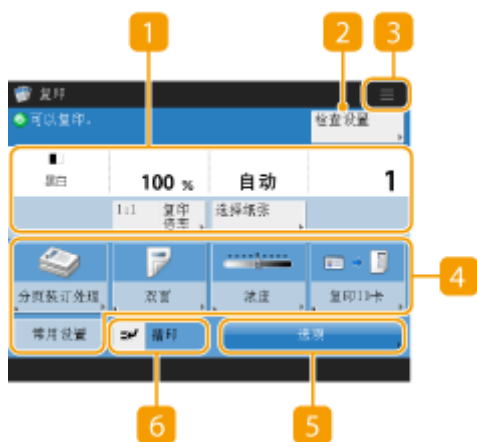 1
2
3
复印
可以复印。
检查设置
黑白
100 %
自动
1
1:1 复印
倍率
选择纸张
4
分页装订处理
双面
浓度
复印ID卡
常用设置
插印
选项
6
5